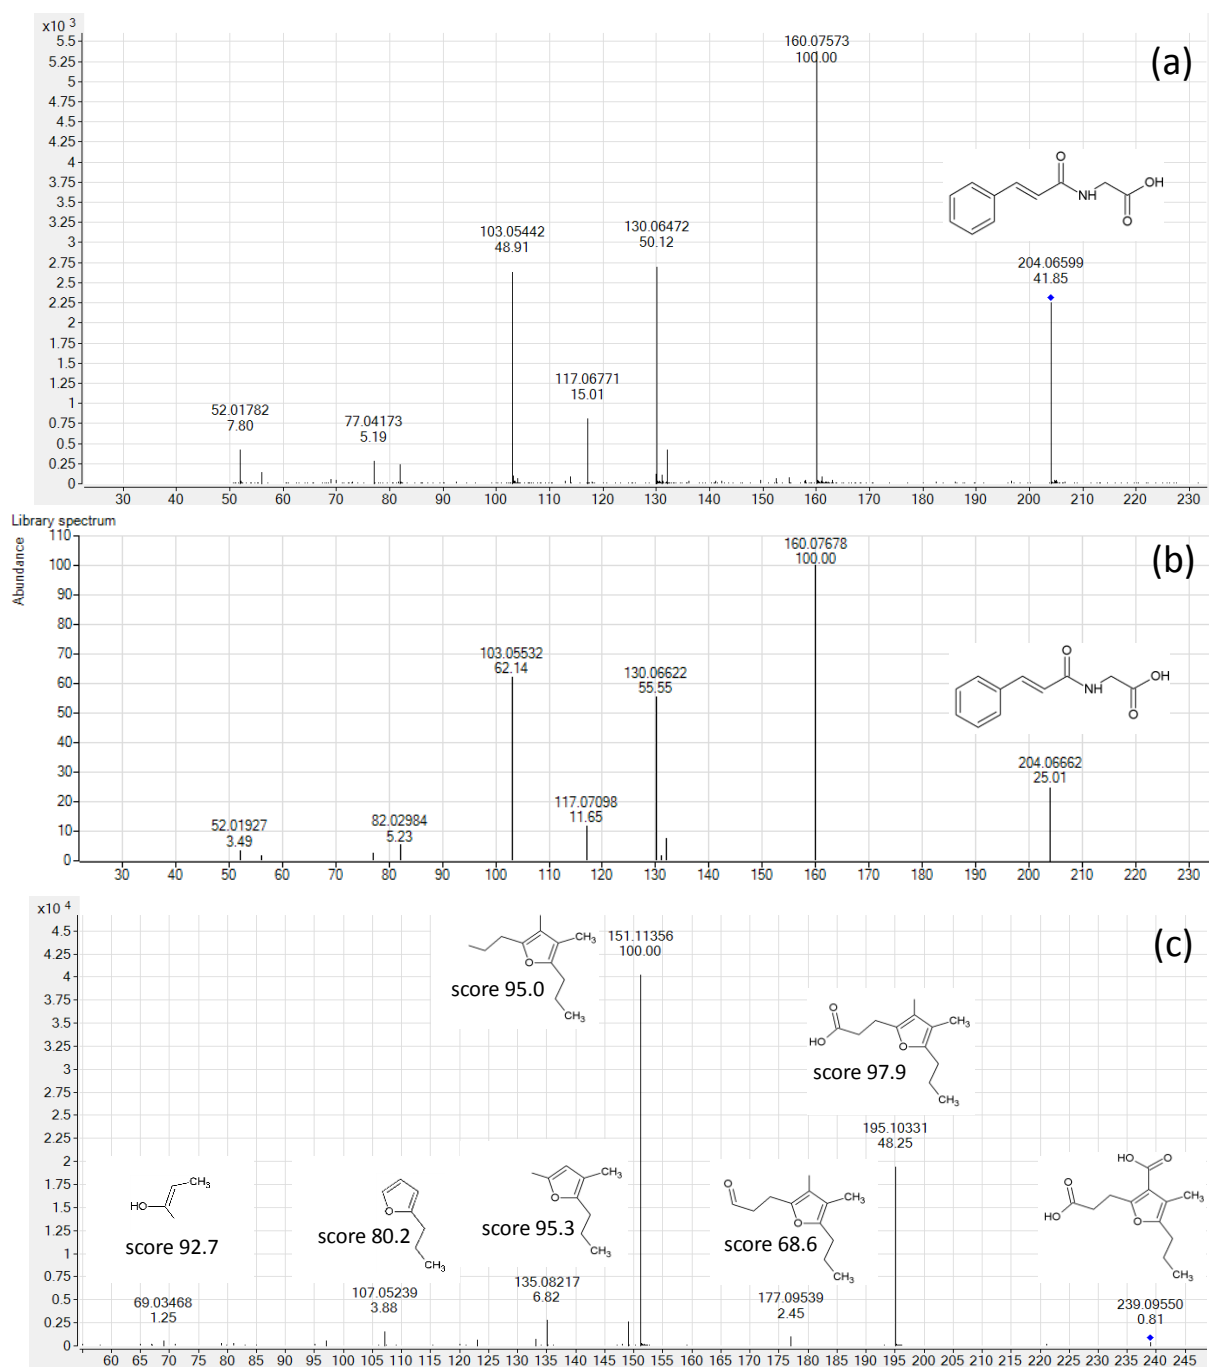 x10 3
(a)
5.5
5.25
5
4.75
4.5
4.25
4
3.75
3.5
3.25
3
2.75
2.5
2.25
2
1.75
1.5
1.25
1
0.75
0.5
0.25
0
160.07573
100.00
O
NH
OH
O
103.05442
48.91
130.06472
50.12
204.06599
41.85
117.06771
15.01
52.01782
7.80
77.04173
5.19
30 40 50 60 70 80 90 100 110 120 130 140 150 160 170 180 190 200 210 220 230
Library spectrum
(b)
Abundance
110
100
90
80
70
60
50
40
30
20
10
0
160.07678
100.00
O
NH
OH
O
103.05532
62.14
130.06622
55.55
204.06662
25.01
117.07098
11.65
52.01927
3.49
82.02984
5.23
30 40 50 60 70 80 90 100 110 120 130 140 150 160 170 180 190 200 210 220 230
x10 4
(c)
4.5
4.25
4
3.75
3.5
3.25
3
2.75
2.5
2.25
2
1.75
1.5
1.25
1
0.75
0.5
0.25
0
151.11356
100.00
CH3
O
score 95.0
CH3
O
CH3
HO
O
score 97.9
CH3
195.10331
48.25
CH3
HO
score 92.7
O
score 80.2
CH3
CH3
O
score 95.3
CH3
O
CH3
O
score 68.6
CH3
HO
O
O
CH3
HO
O
CH3
69.03468
1.25
107.05239
3.88
135.08217
6.82
177.09539
2.45
239.09550
0.81
60 65 70 75 80 85 90 95 100 105 110 115 120 125 130 135 140 145 150 155 160 165 170 175 180 185 190 195 200 205 210 215 220 225 230 235 240 245